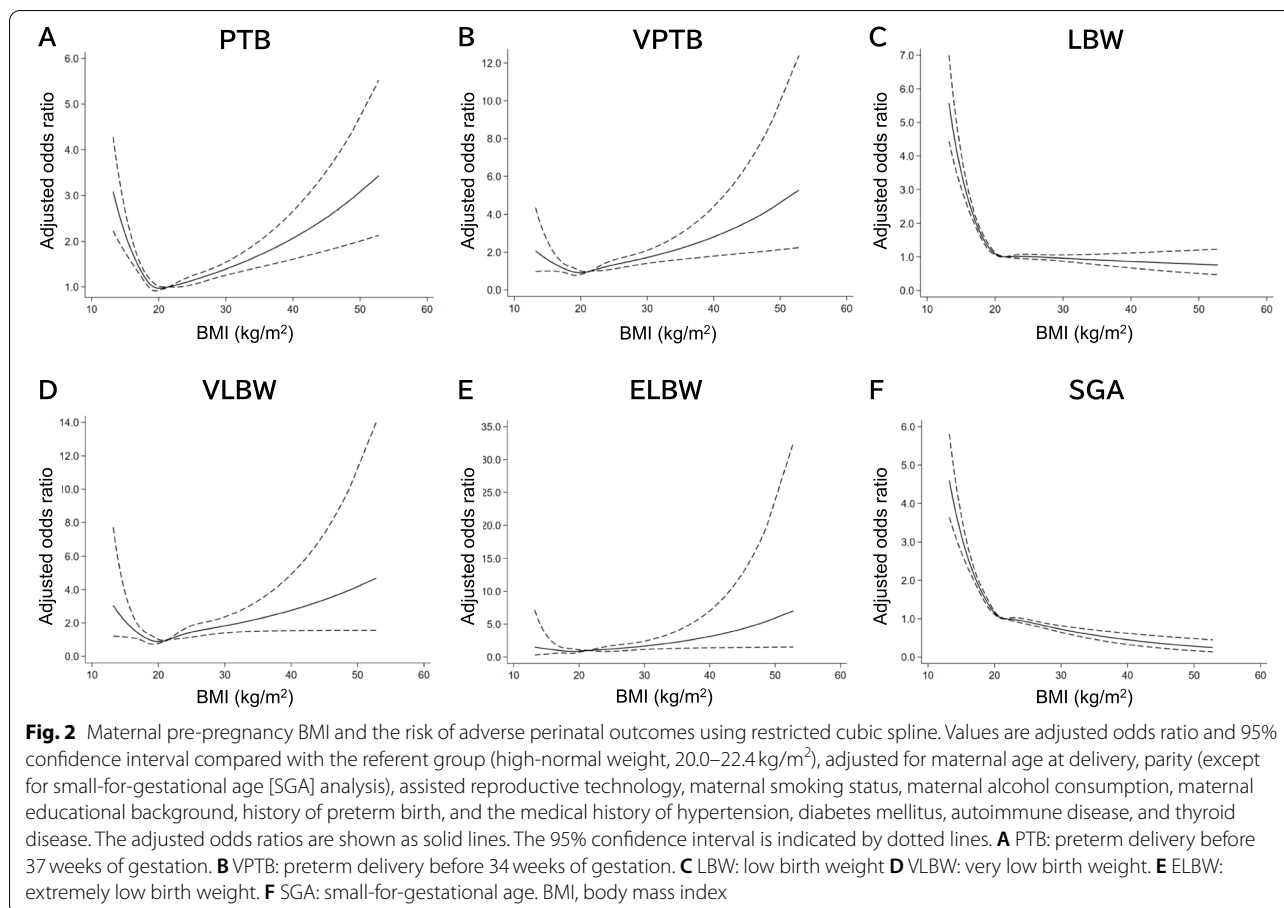 A PTB
Adjusted odds ratio
6.0
5.0
4.0
3.0
2.0
1.0
10 20 30 40 50 60
BMI (kg/m²)
B VPTB
Adjusted odds ratio
12.0
10.0
8.0
6.0
4.0
2.0
0.0
10 20 30 40 50 60
BMI (kg/m²)
C LBW
Adjusted odds ratio
7.0
6.0
5.0
4.0
3.0
2.0
1.0
0.0
10 20 30 40 50 60
BMI (kg/m²)
D VLBW
Adjusted odds ratio
14.0
12.0
10.0
8.0
6.0
4.0
2.0
0.0
10 20 30 40 50 60
BMI (kg/m²)
E ELBW
Adjusted odds ratio
35.0
30.0
25.0
20.0
15.0
10.0
5.0
0.0
10 20 30 40 50 60
BMI (kg/m²)
F SGA
Adjusted odds ratio
6.0
5.0
4.0
3.0
2.0
1.0
0.0
10 20 30 40 50 60
BMI (kg/m²)
Fig. 2 Maternal pre-pregnancy BMI and the risk of adverse perinatal outcomes using restricted cubic spline. Values are adjusted odds ratio and 95%
confidence interval compared with the referent group (high-normal weight, 20.0–22.4 kg/m²), adjusted for maternal age at delivery, parity (except
for small-for-gestational age [SGA] analysis), assisted reproductive technology, maternal smoking status, maternal alcohol consumption, maternal
educational background, history of preterm birth, and the medical history of hypertension, diabetes mellitus, autoimmune disease, and thyroid
disease. The adjusted odds ratios are shown as solid lines. The 95% confidence interval is indicated by dotted lines. A PTB: preterm delivery before
37 weeks of gestation. B VPTB: preterm delivery before 34 weeks of gestation. C LBW: low birth weight D VLBW: very low birth weight. E ELBW:
extremely low birth weight. F SGA: small-for-gestational age. BMI, body mass index